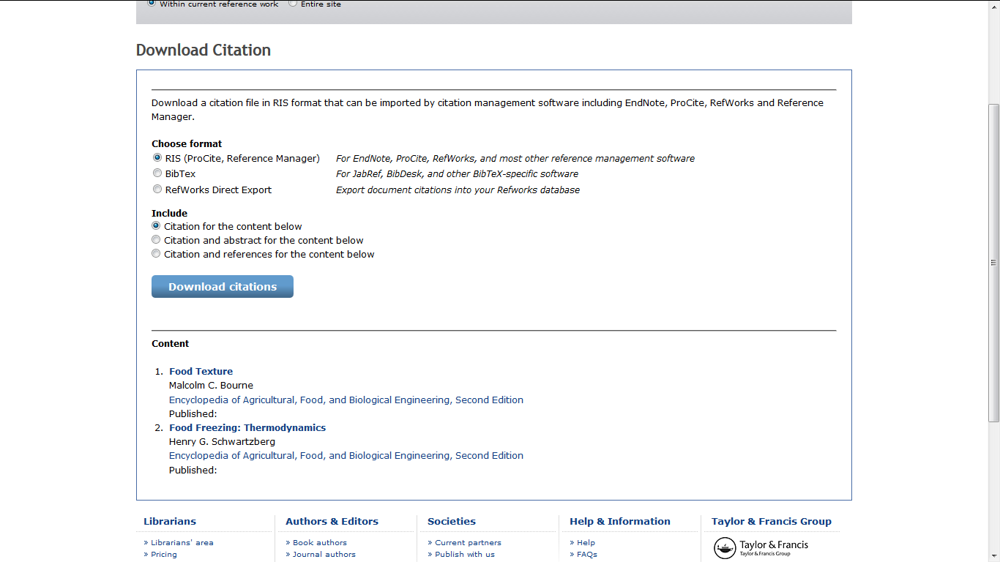 Within current reference work Entire site
Download Citation
Download a citation file in RIS format that can be imported by citation management software including EndNote, ProCite, RefWorks and Reference
Manager.
Choose format
RIS (ProCite, Reference Manager) For EndNote, ProCite, RefWorks, and most other reference management software
BibTex For JabRef, BibDesk, and other BibTeX-specific software
RefWorks Direct Export Export document citations into your Refworks database
Include
Citation for the content below
Citation and abstract for the content below
Citation and references for the content below
Download citations
Content
1. Food Texture
Malcolm C. Bourne
Encyclopedia of Agricultural, Food, and Biological Engineering, Second Edition
Published:
2. Food Freezing: Thermodynamics
Henry G. Schwartzberg
Encyclopedia of Agricultural, Food, and Biological Engineering, Second Edition
Published:
Librarians Authors & Editors Societies Help & Information Taylor & Francis Group
» Librarians' area » Book authors » Current partners » Help Taylor & Francis
» Pricing » Journal authors » Publish with us » FAQs Taylor & Francis Group